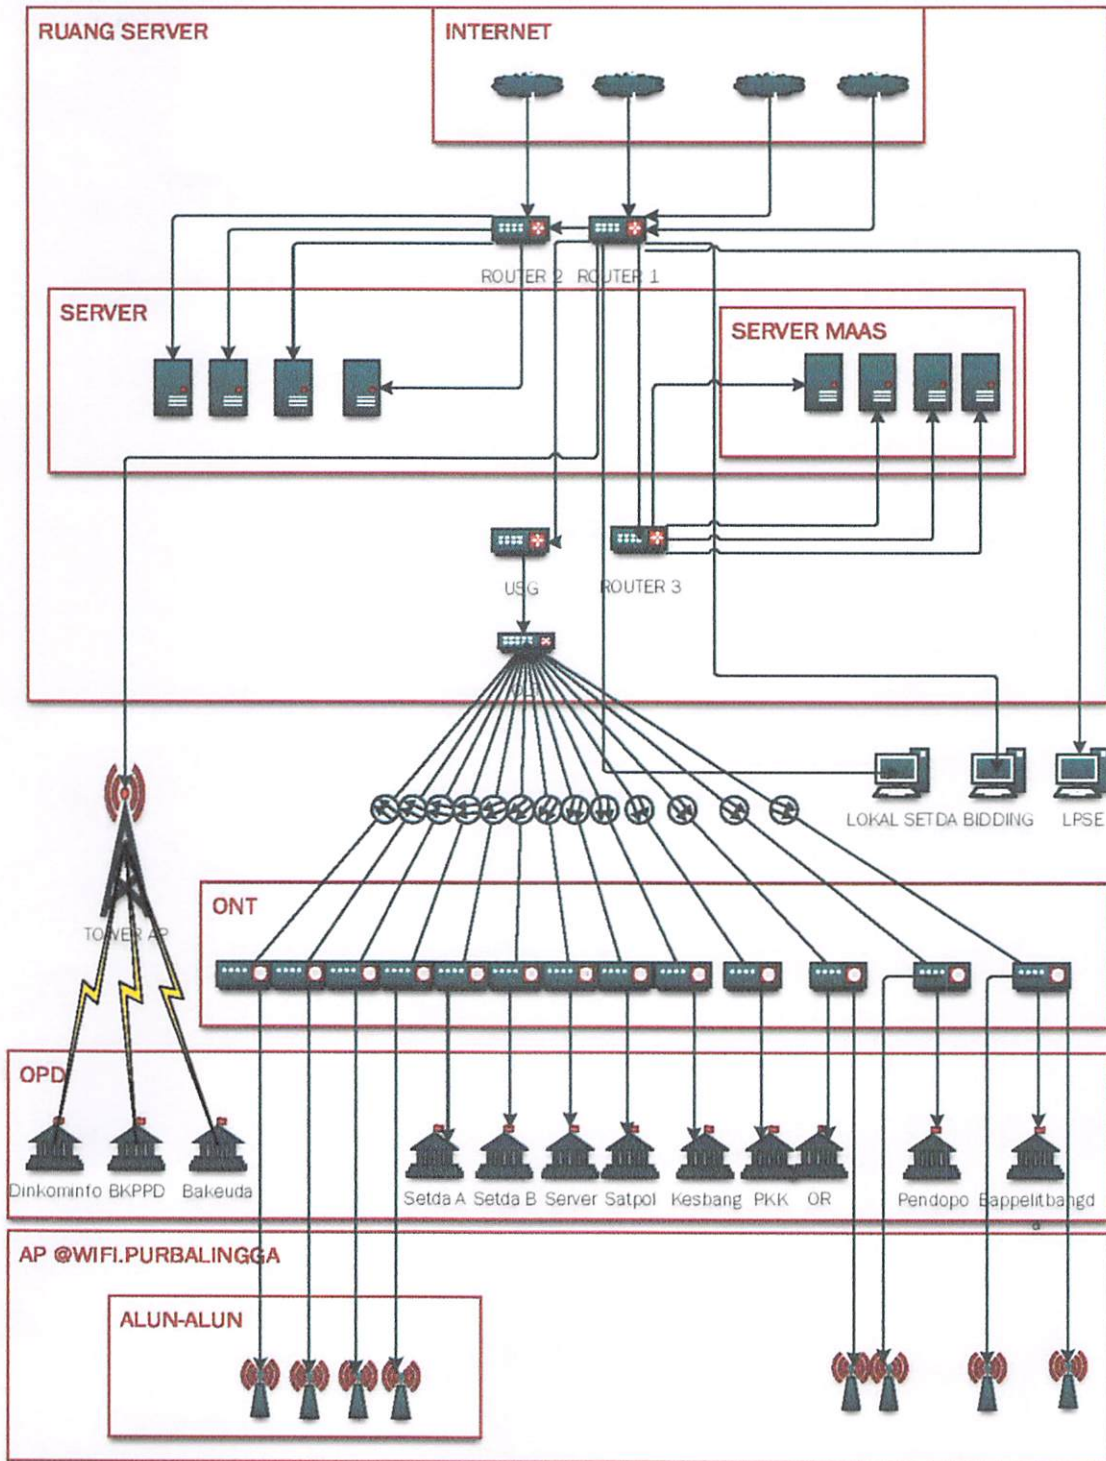 RUANG SERVER
INTERNET
ROUTER 2
ROUTER 1
SERVER
SERVER MAAS
USG
ROUTER 3
LOKAL SETDA
BIDDING
LPSE
TOWER AP
ONT
OPD
Dinkominfo
BKPPD
Bakeuda
Setda A
Setda B
Server
Satpol
Kesbang
PKK
OR
Pendopo
Bappelitbangd
a
AP @WIFI.PURBALINGGA
ALUN-ALUN